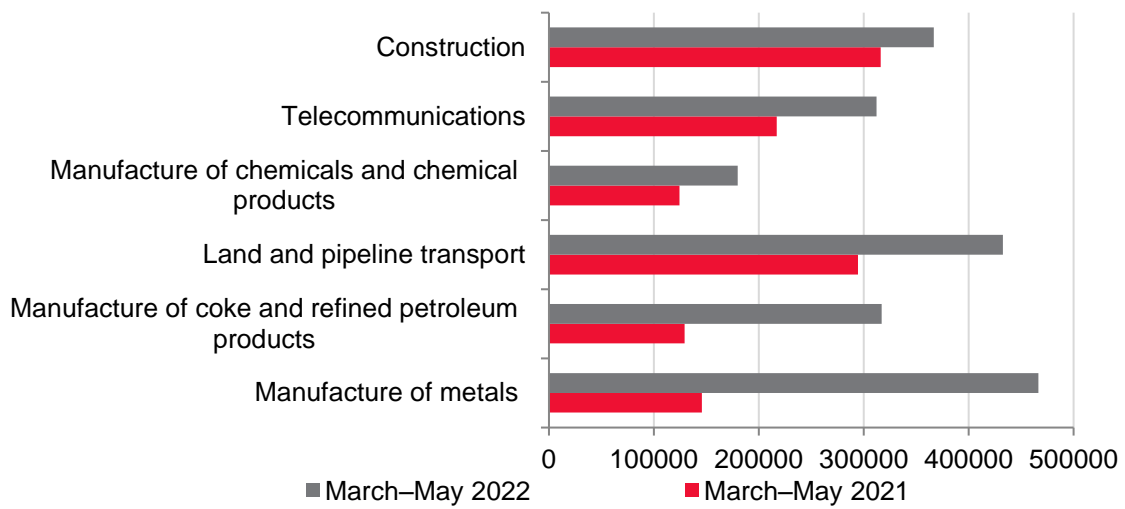 Construction
Telecommunications
Manufacture of chemicals and chemical
products
Land and pipeline transport
Manufacture of coke and refined petroleum
products
Manufacture of metals
0 100000 200000 300000 400000 500000
March–May 2022 March–May 2021